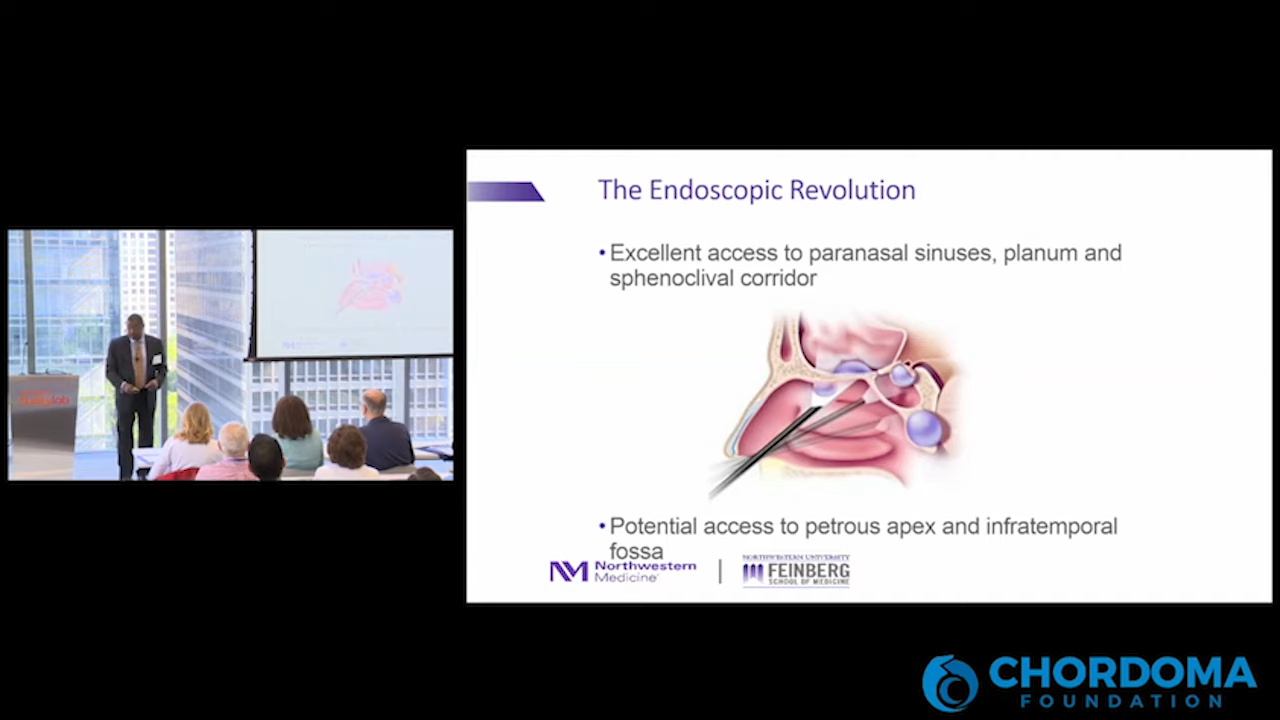 The Endoscopic Revolution
• Excellent access to paranasal sinuses, planum and
sphenoclival corridor
• Potential access to petrous apex and infratemporal
fossa
Northwestern
Medicine
NORTHWESTERN UNIVERSITY
FEINBERG
SCHOOL OF MEDICINE
CHORDOMA
FOUNDATION